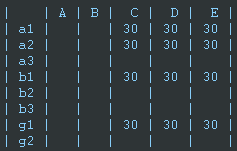 |    | A | B | C  | D  | E  |
| a1 |   |   | 30 | 30 | 30 |
| a2 |   |   | 30 | 30 | 30 |
| a3 |   |   |    |    |    |
| b1 |   |   | 30 | 30 | 30 |
| b2 |   |   |    |    |    |
| b3 |   |   |    |    |    |
| g1 |   |   | 30 | 30 | 30 |
| g2 |   |   |    |    |    |